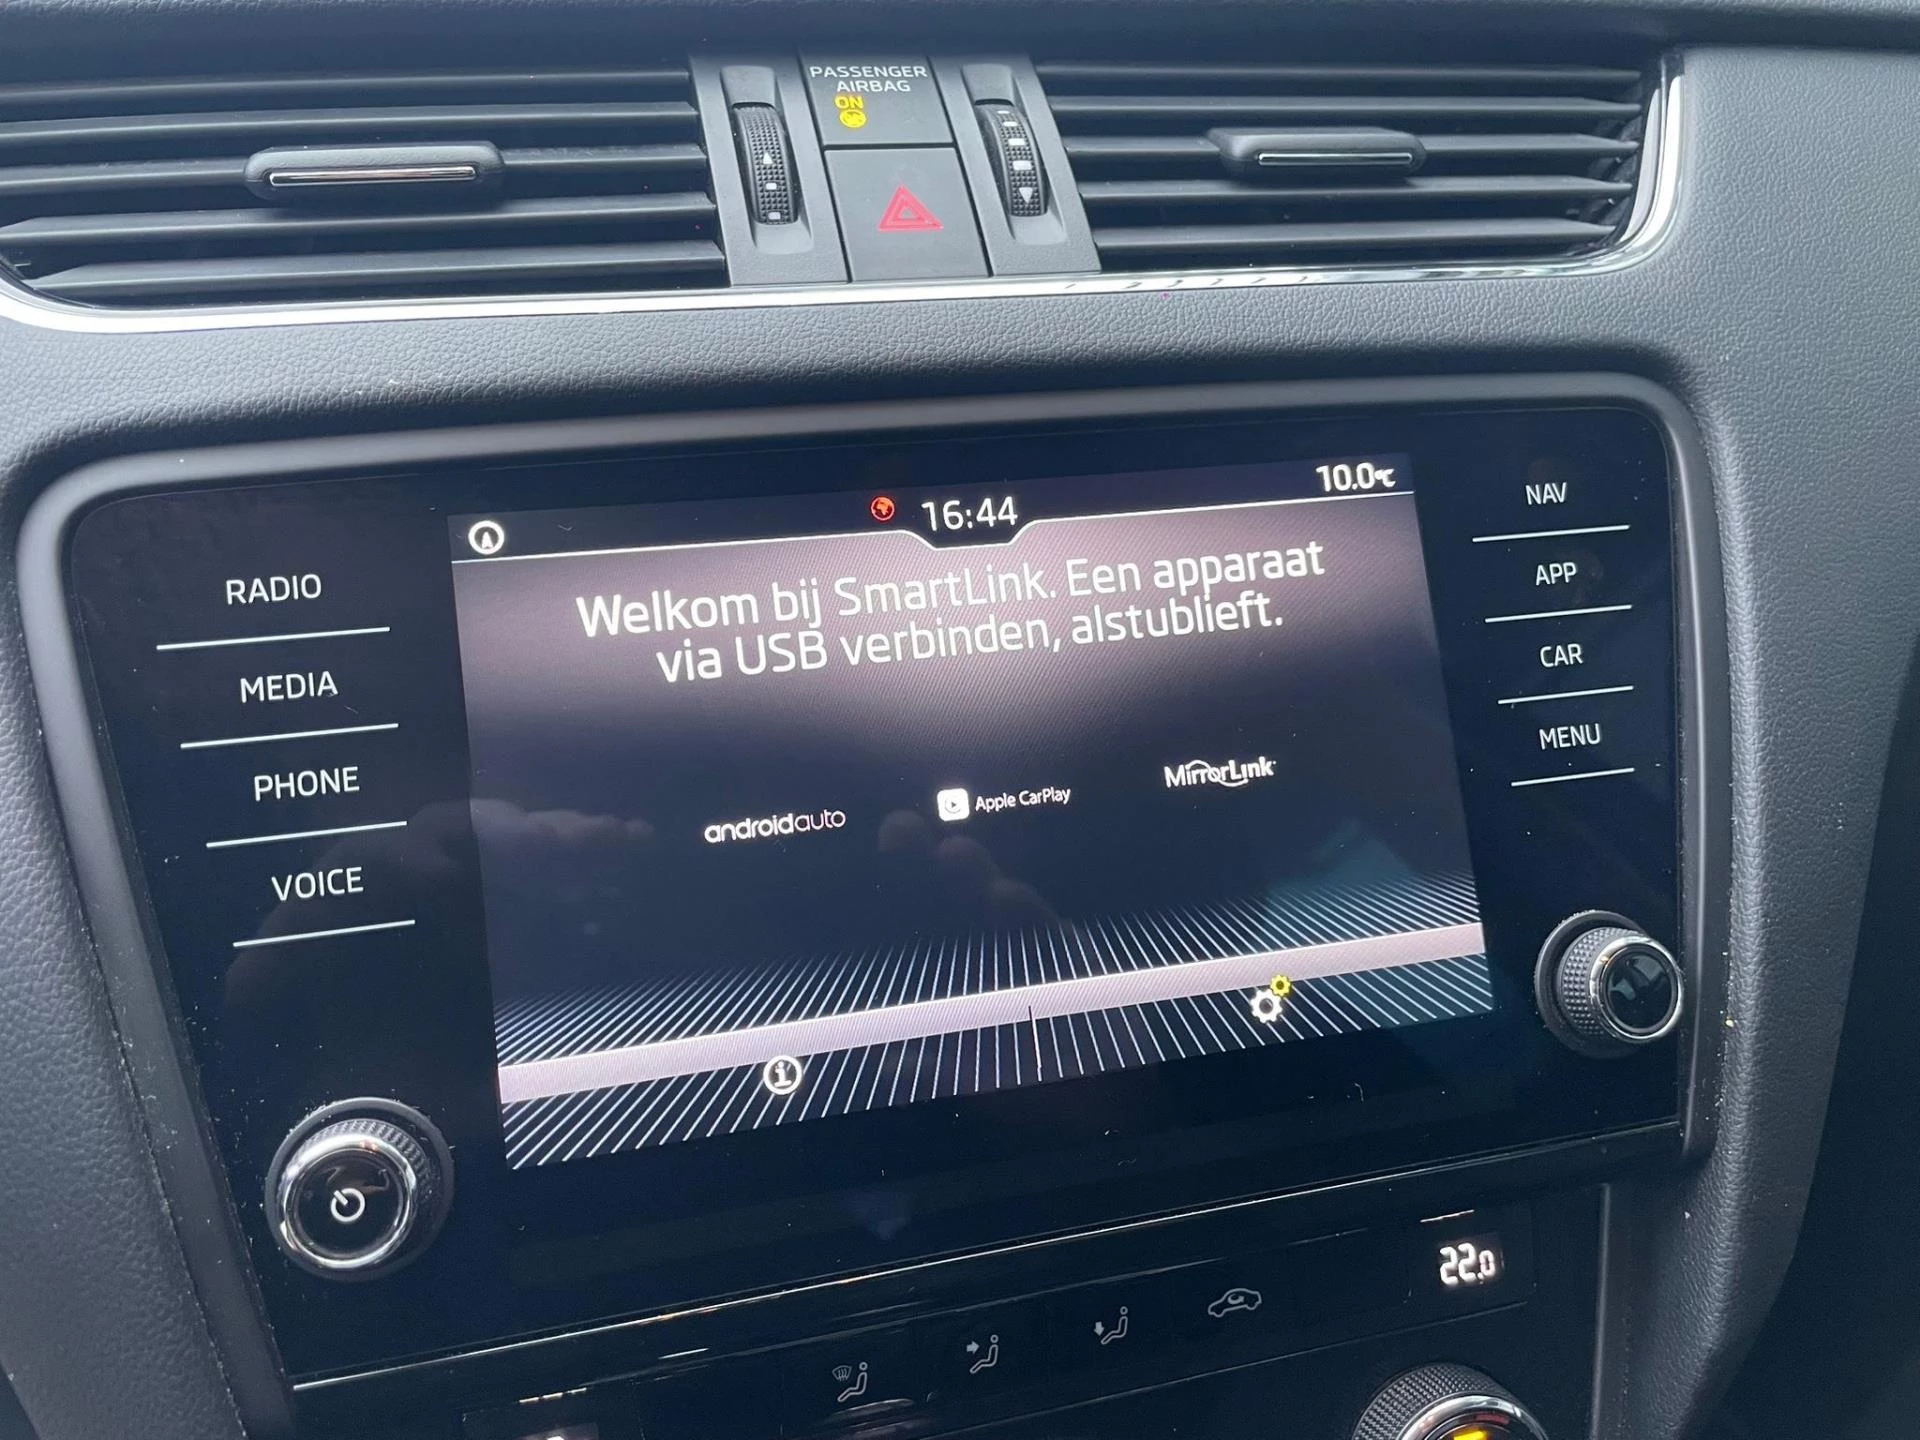 PASSENGER
AIRBAG
ON
16:44
10.0°C
Welkom bij SmartLink. Een apparaat
via USB verbinden, alstublieft.
androidauto
Apple CarPlay
MirrorLink
RADIO
MEDIA
PHONE
VOICE
NAV
APP
CAR
MENU
22.0